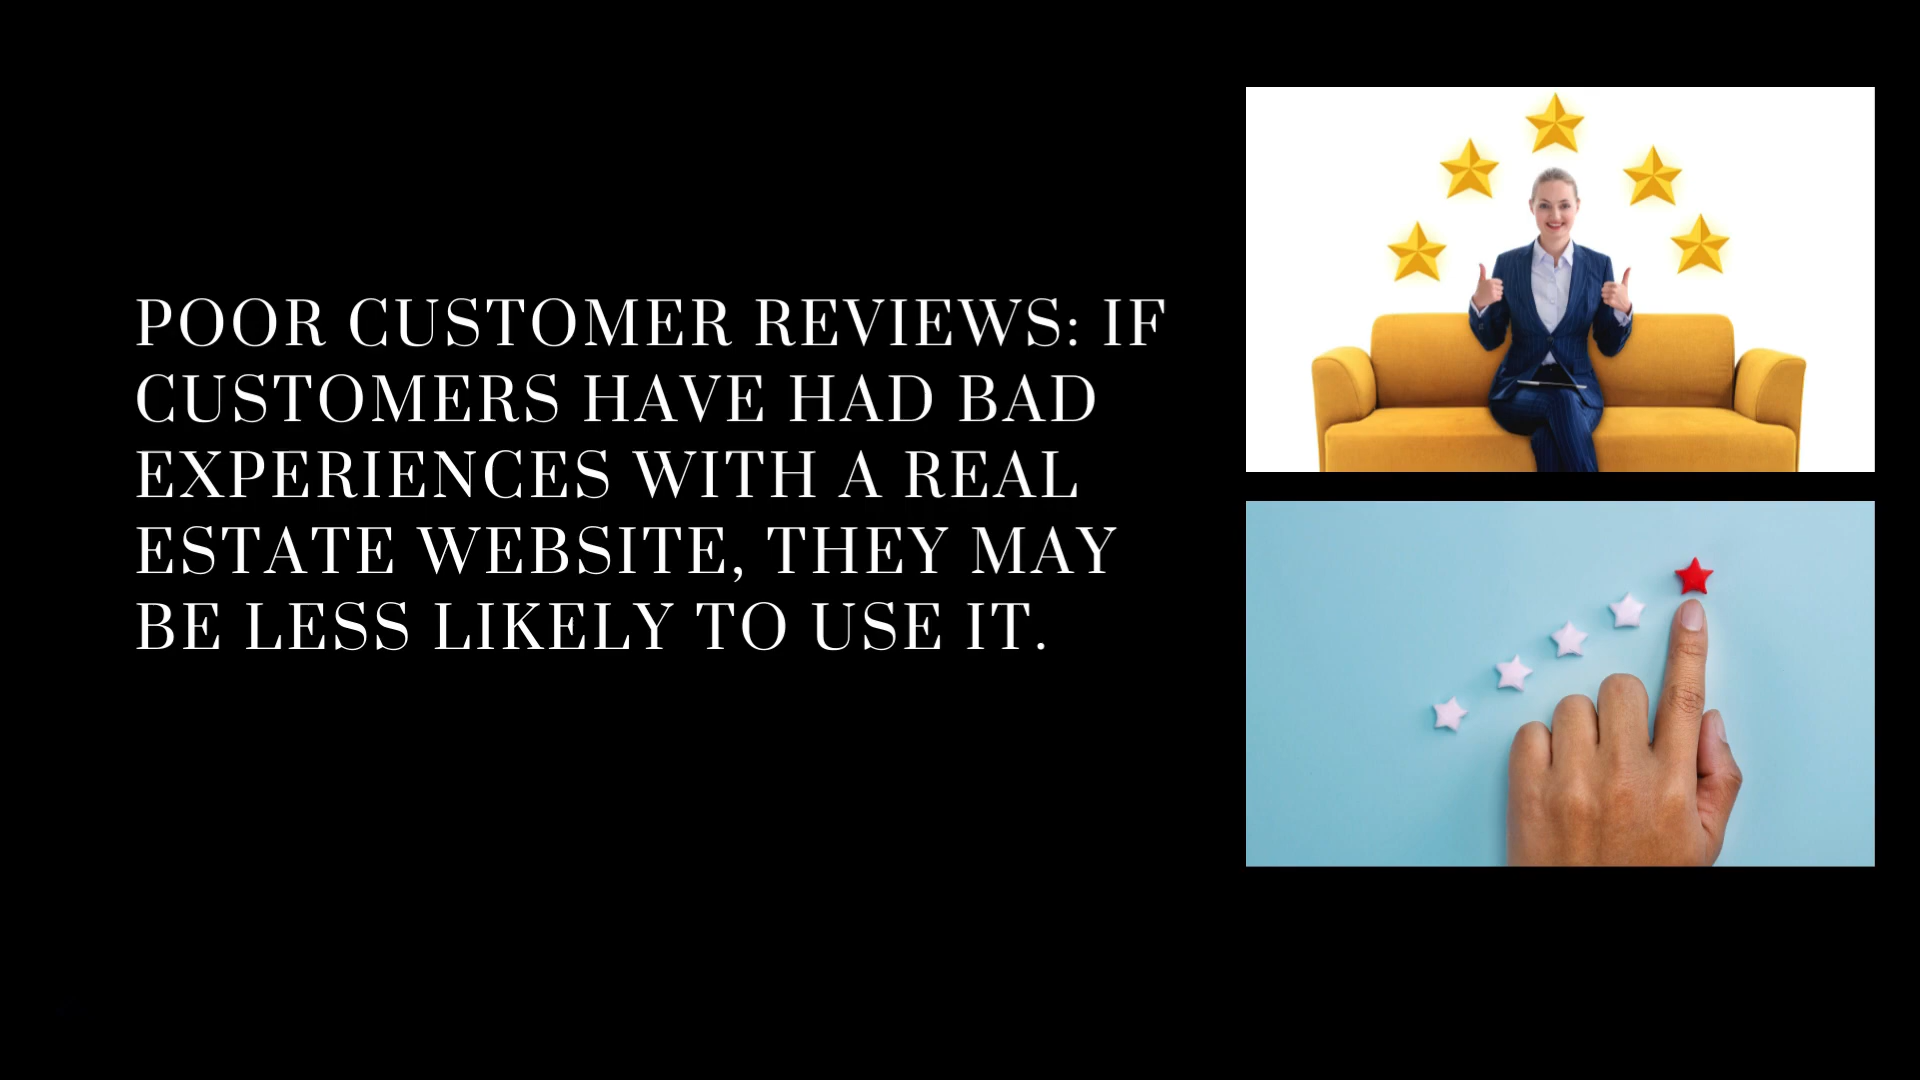 POOR CUSTOMER REVIEWS: IF
CUSTOMERS HAVE HAD BAD
EXPERIENCES WITH A REAL
ESTATE WEBSITE, THEY MAY
BE LESS LIKELY TO USE IT.